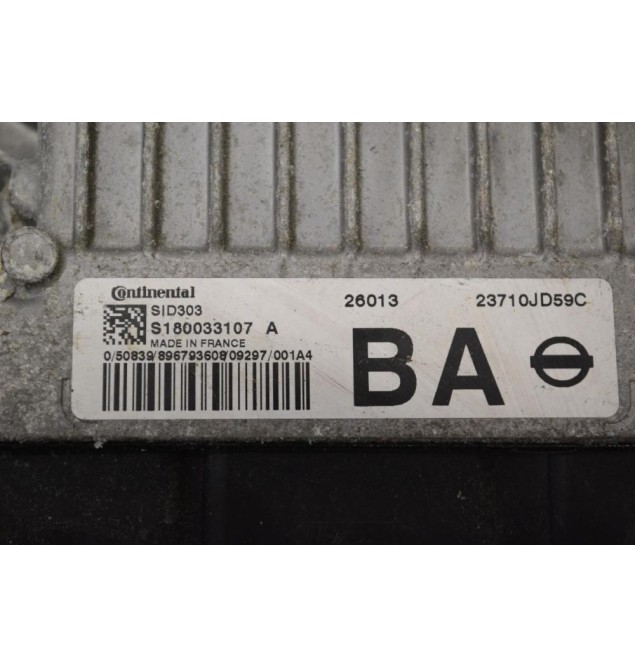 Continental
SID303
S180033107 A
MADE IN FRANCE
0/50839/896793608/09297/001A4
26013 23710JD59C
BA